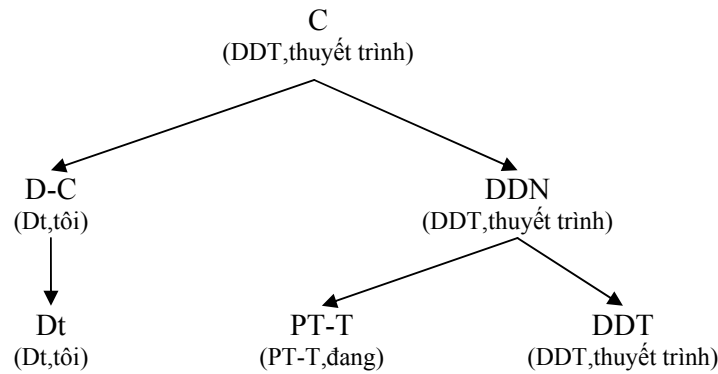 C
(DDT,thuyết trình)
D-C
(Dt,tôi)
DDN
(DDT,thuyết trình)
Dt
(Dt,tôi)
PT-T
(PT-T,đang)
DDT
(DDT,thuyết trình)